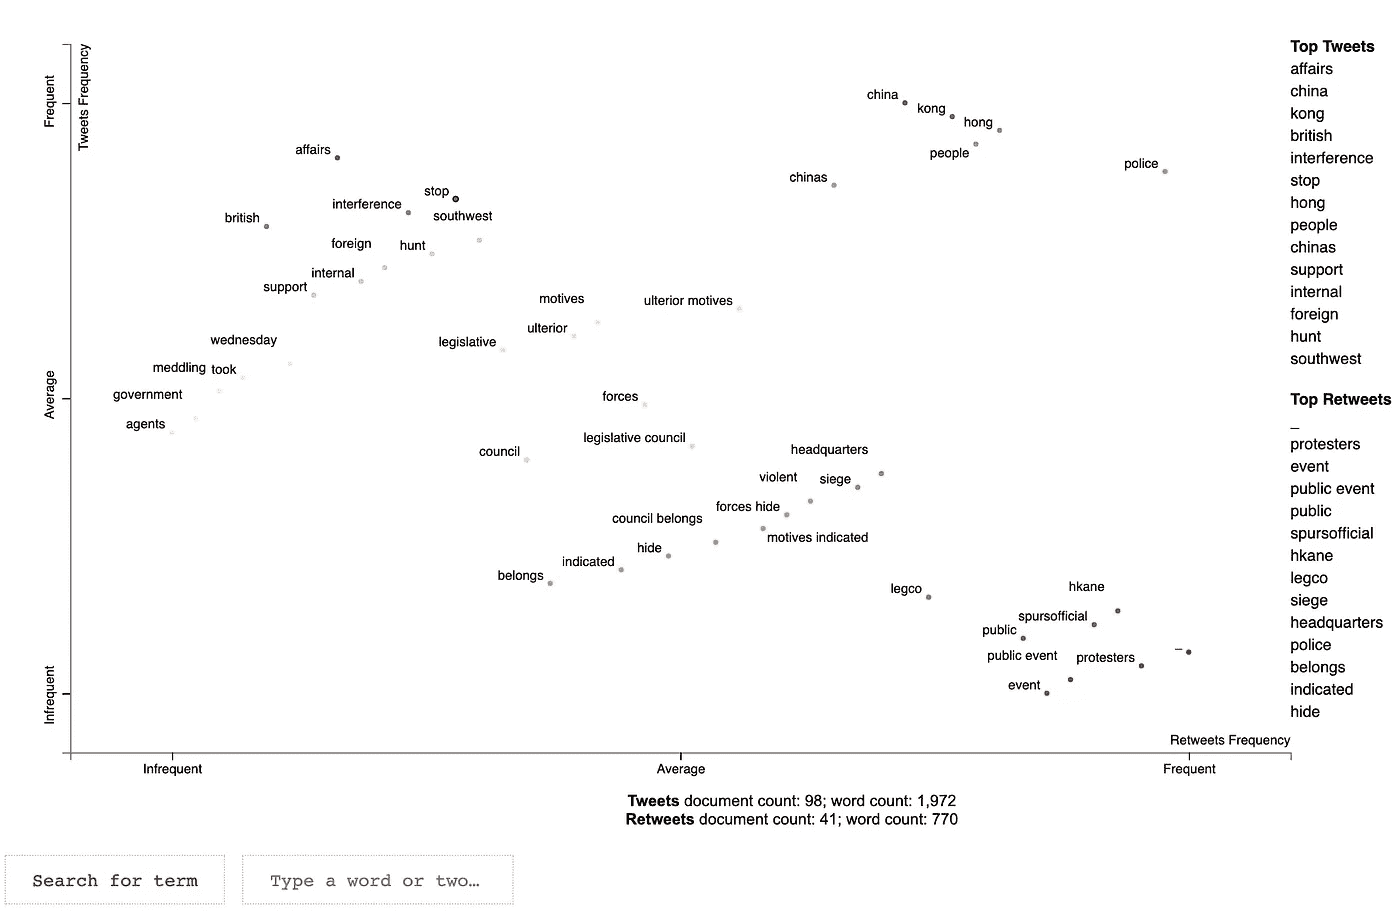 Frequent
Tweets Frequency
Average
Infrequent
china
kong
hong
people
police
chinas
affairs
stop
interference
southwest
british
foreign
hunt
internal
support
motives
ulterior motives
ulterior
legislative
wednesday
meddling
took
government
agents
forces
legislative council
council
headquarters
violent
siege
forces hide
council belongs
motives indicated
hide
indicated
belongs
legco
hkane
spursofficial
public
public event
protesters
_
event
Top Tweets
affairs
china
kong
british
interference
stop
hong
people
chinas
support
internal
foreign
hunt
southwest
Top Retweets
_
protesters
event
public event
public
spursofficial
hkane
legco
siege
headquarters
police
belongs
indicated
hide
Retweets Frequency
Infrequent
Average
Frequent
Tweets document count: 98; word count: 1,972
Retweets document count: 41; word count: 770
Search for term
Type a word or two…